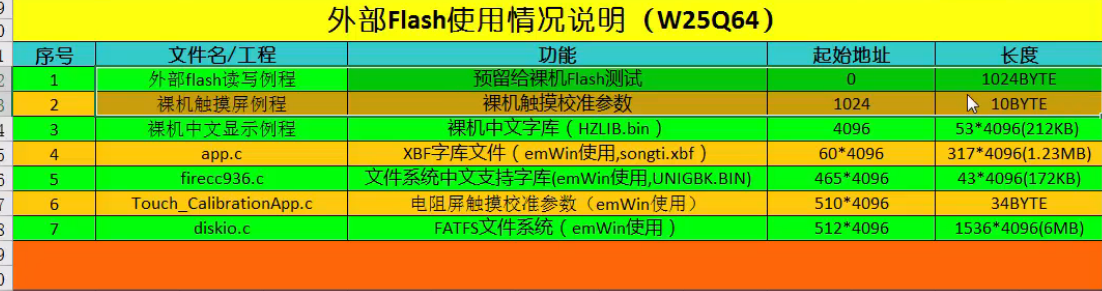 外部Flash使用情况说明（W25Q64）
序号 文件名/工程 功能 起始地址 长度
1 外部flash读写例程 预留给裸机Flash测试 0 1024BYTE
2 裸机触摸屏例程 裸机触摸校准参数 1024 10BYTE
3 裸机中文显示例程 裸机中文字库（HZLIB.bin） 4096 53*4096(212KB)
4 app.c XBF字库文件（emWin使用,songti.xbf） 60*4096 317*4096(1.23MB)
5 firecc936.c 文件系统中文支持字库(emWin使用,UNIGBK.BIN) 465*4096 43*4096(172KB)
6 Touch_CalibrationApp.c 电阻屏触摸校准参数（emWin使用） 510*4096 34BYTE
7 diskio.c FATFS文件系统（emWin使用） 512*4096 1536*4096(6MB)